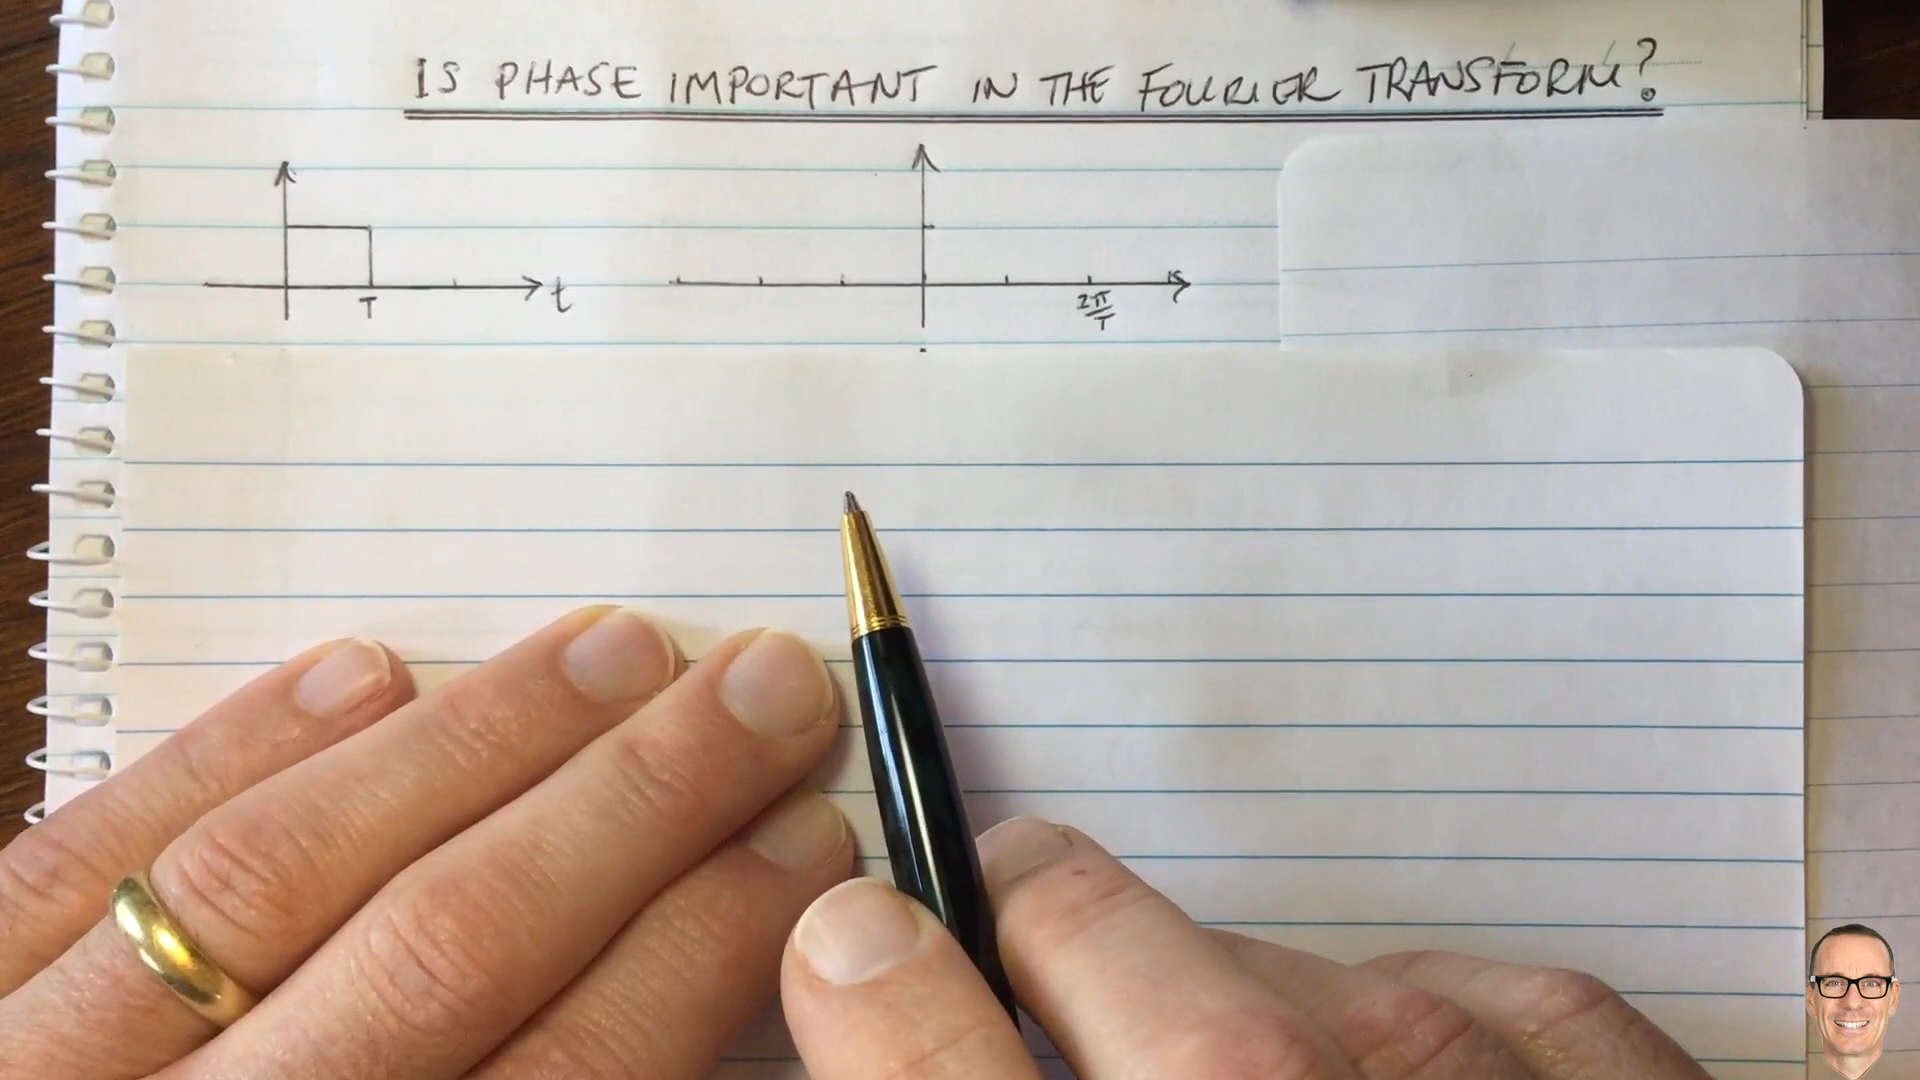 IS PHASE IMPORTANT IN THE FOURIER TRANSFORM?
T
t
2π/T